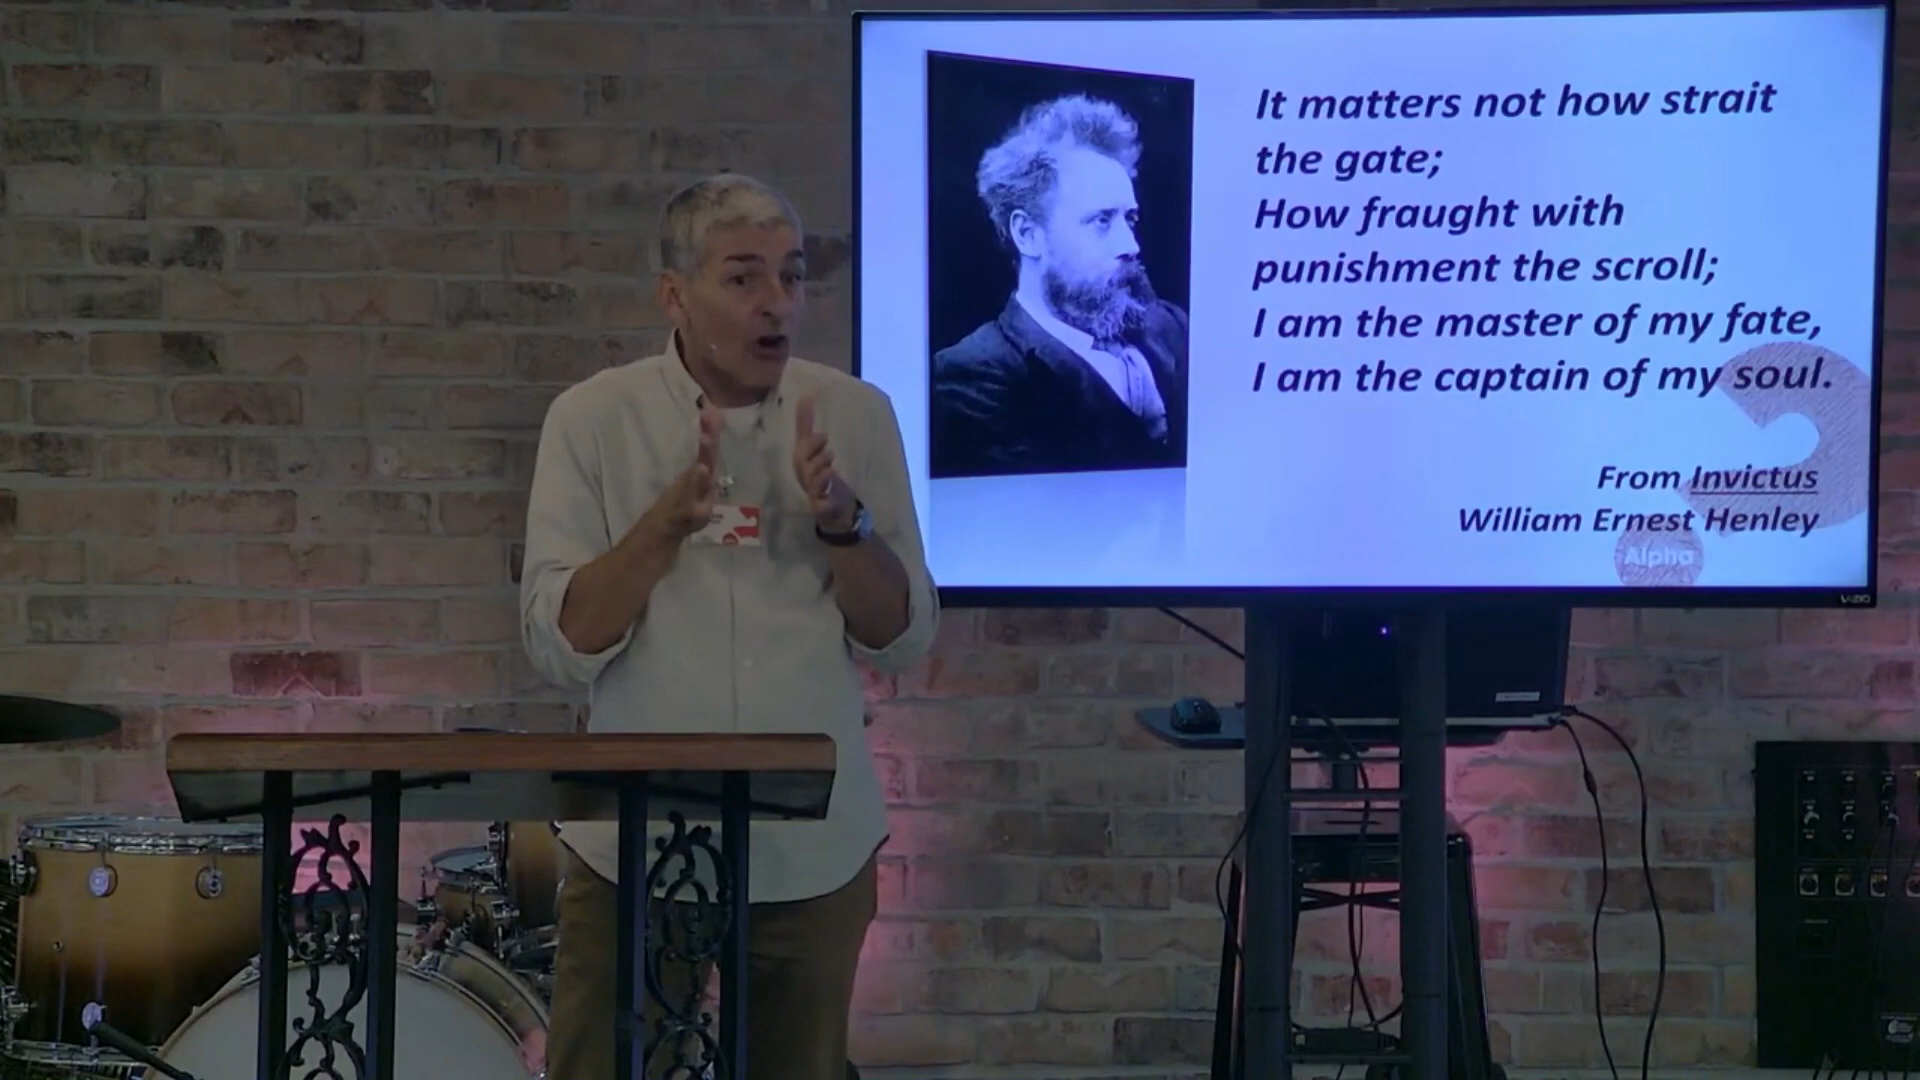 It matters not how strait
the gate;
How fraught with
punishment the scroll;
I am the master of my fate,
I am the captain of my soul.
From Invictus
William Ernest Henley
Alpha
VIZIO